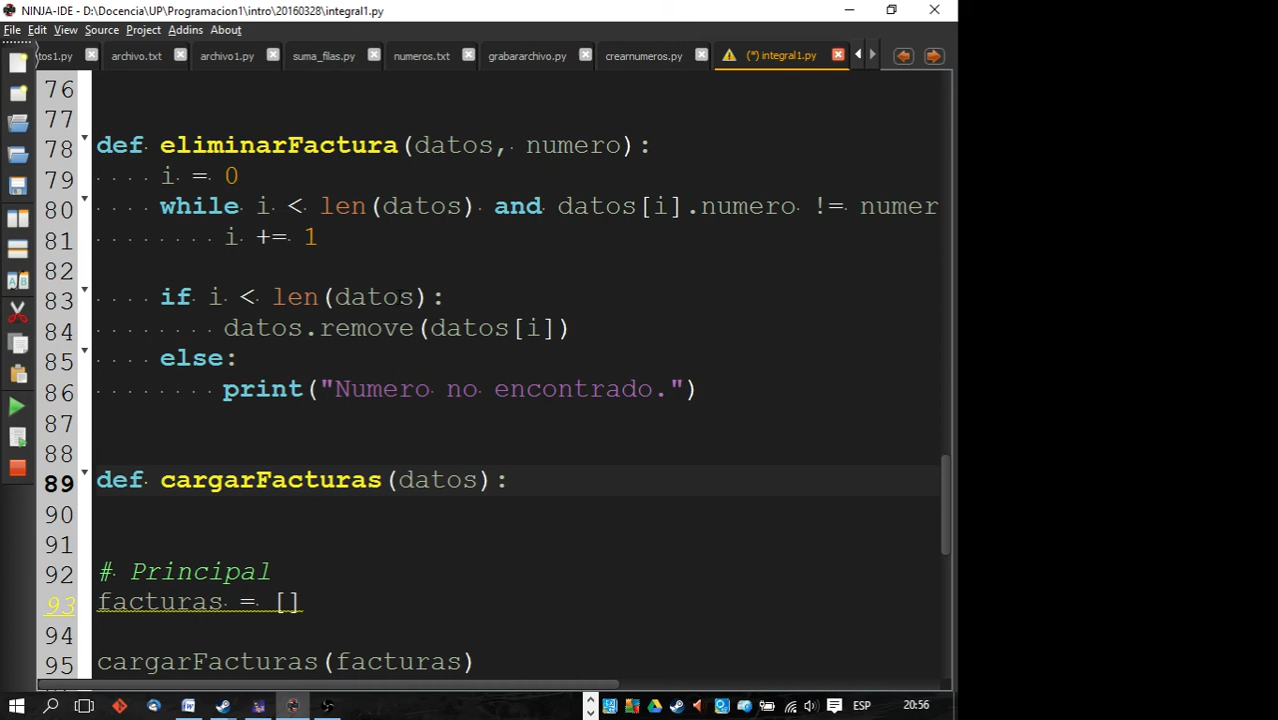 NINJA-IDE - D:\Docencia\UP\Programacion1\intro\20160328\integral1.py
File Edit View Source Project Addins About
tos1.py archivo.txt archivo1.py suma_filas.py numeros.txt grabararchivo.py crearnumeros.py (*) integral1.py
76
77
78 def eliminarFactura(datos, numero):
79 i = 0
80 while i < len(datos) and datos[i].numero != numer
81 i += 1
82
83 if i < len(datos):
84 datos.remove(datos[i])
85 else:
86 print("Numero no encontrado.")
87
88
89 def cargarFacturas(datos):
90
91
92 # Principal
93 facturas = []
94
95 cargarFacturas(facturas)
ESP 20:56